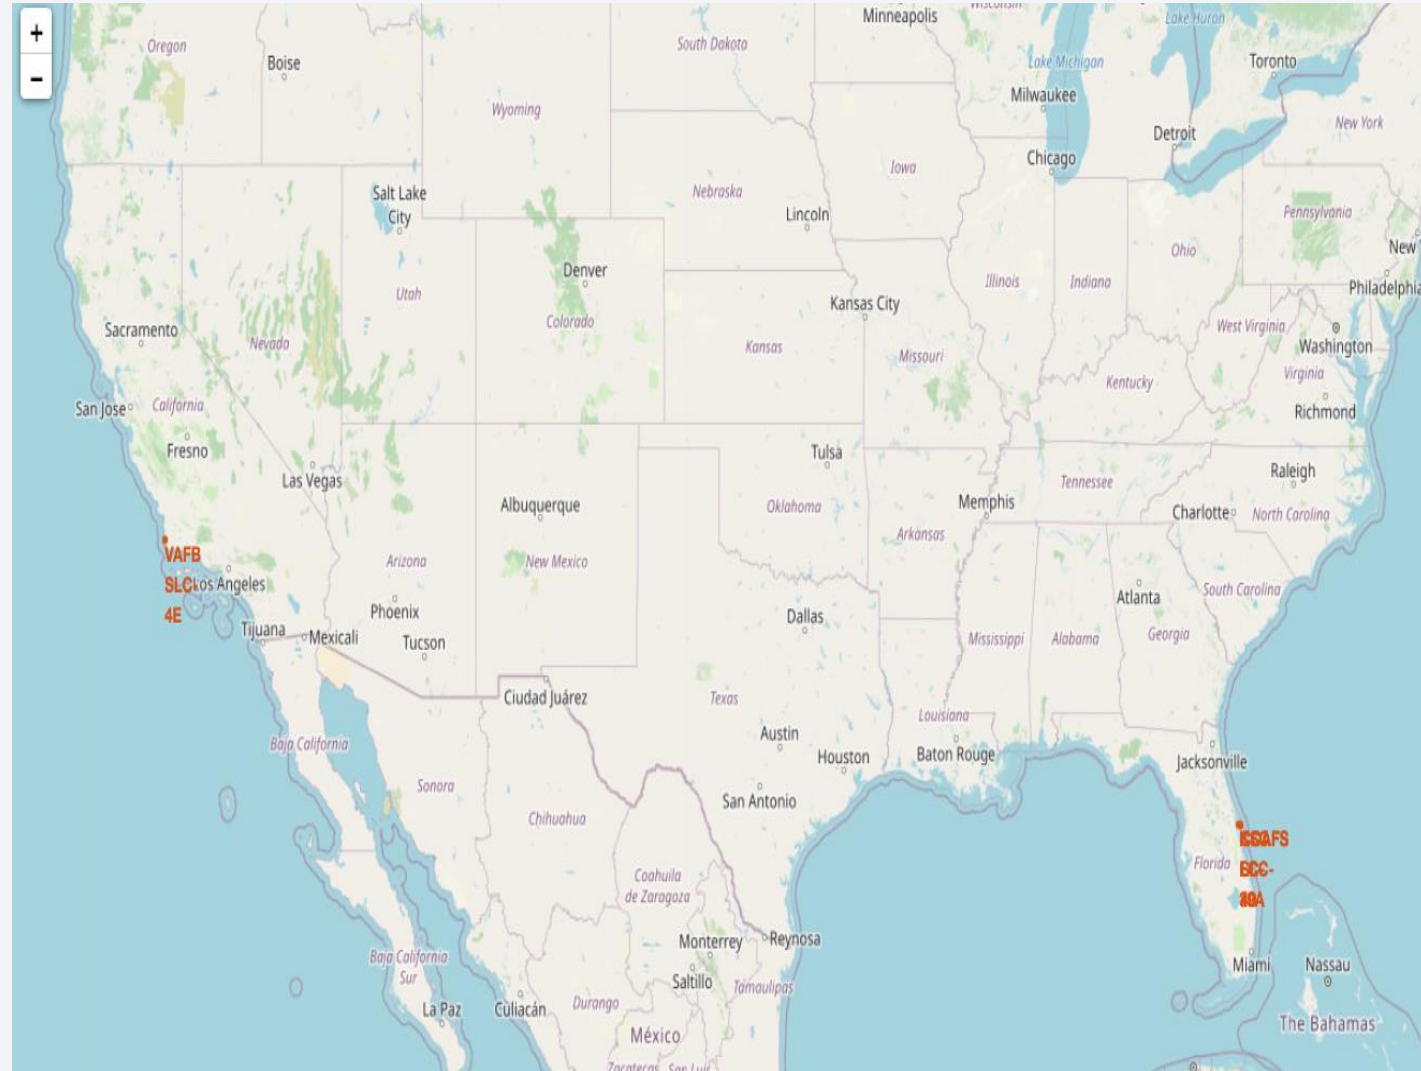 +
−
Oregon
Boise
Wyoming
South Dakota
Minneapolis
Wisconsin
Lake Huron
Lake Michigan
Toronto
Milwaukee
Detroit
New York
Chicago
Iowa
Nebraska
Salt Lake
City
Lincoln
Pennsylvania
New
Ohio
Denver
Utah
Illinois
Indiana
Philadelphia
Kansas City
Colorado
Sacramento
Nevada
Kansas
Missouri
West Virginia
Washington
Virginia
Kentucky
San Jose
California
Richmond
Fresno
Las Vegas
Tulsa
Raleigh
Tennessee
Albuquerque
Oklahoma
Memphis
Charlotte
North Carolina
Arkansas
VAFB
SLC-
4E
Los Angeles
Arizona
New Mexico
South Carolina
Atlanta
Phoenix
Dallas
Tijuana
Mexicali
Tucson
Mississippi
Alabama
Georgia
Ciudad Juárez
Texas
Louisiana
Austin
Baja California
Houston
Baton Rouge
Jacksonville
Sonora
San Antonio
Chihuahua
Florida
Coahuila
de Zaragoza
Monterrey
Reynosa
Baja California
Sur
Miami
Nassau
Saltillo
Tamaulipas
La Paz
Culiacán
Durango
México
The Bahamas
Zacatecas
San Luis